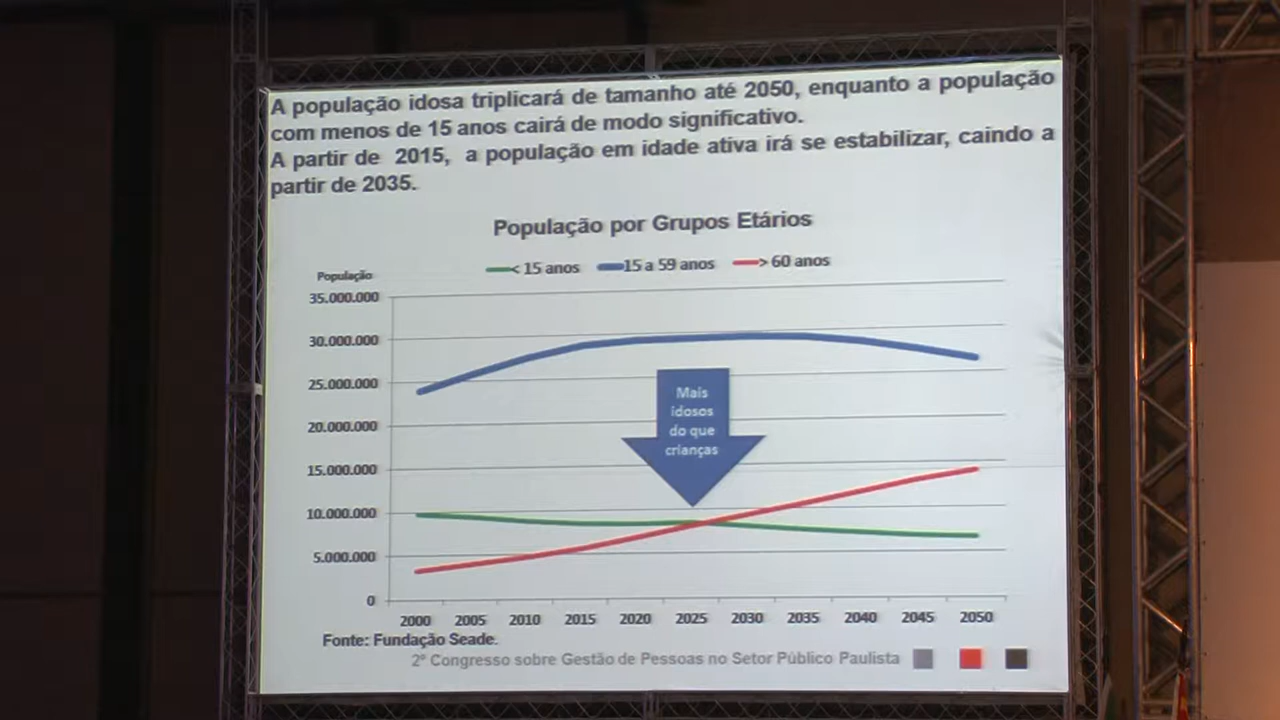 A população idosa triplicará de tamanho até 2050, enquanto a população
com menos de 15 anos cairá de modo significativo.
A partir de 2015, a população em idade ativa irá se estabilizar, caindo a
partir de 2035.
População por Grupos Etários
< 15 anos 15 a 59 anos > 60 anos
População
35.000.000
30.000.000
25.000.000
20.000.000
15.000.000
10.000.000
5.000.000
0
Mais
idosos
do que
crianças
2000 2005 2010 2015 2020 2025 2030 2035 2040 2045 2050
Fonte: Fundação Seade.
2º Congresso sobre Gestão de Pessoas no Setor Público Paulista